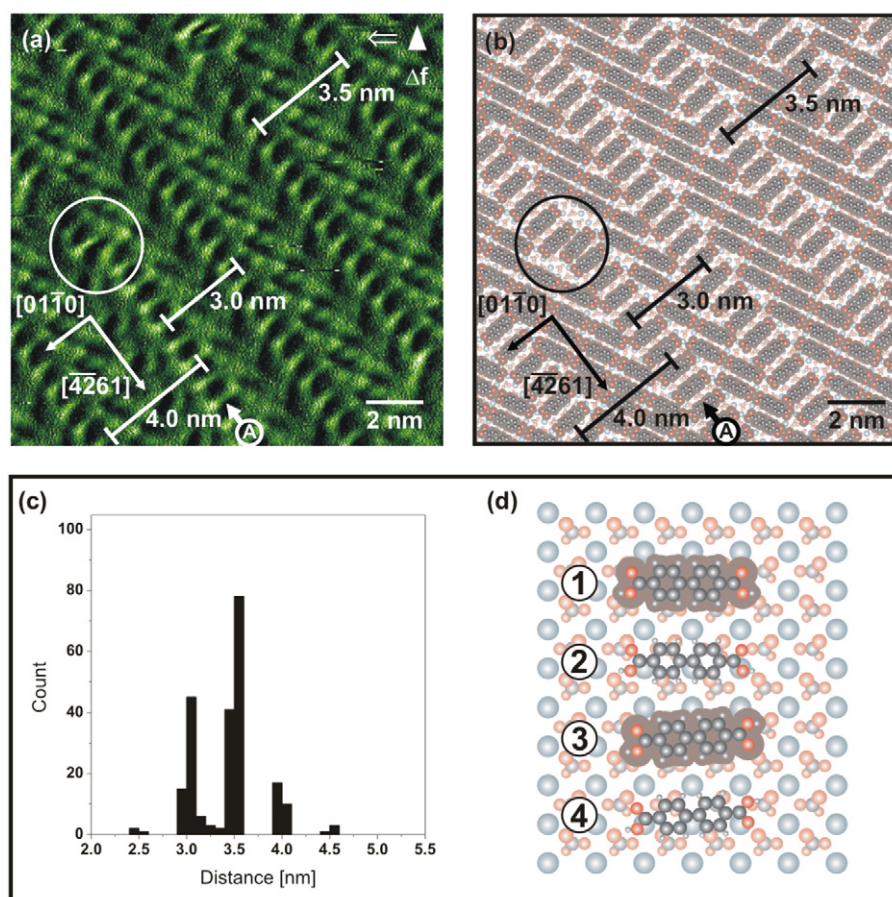 (a)
Δf
3.5 nm
3.0 nm
[011̅0]
[4̅2̅61]
4.0 nm
A
2 nm
(b)
3.5 nm
3.0 nm
[011̅0]
[4̅2̅61]
4.0 nm
A
2 nm
(c)
100
80
60
40
20
0
Count
2.0 2.5 3.0 3.5 4.0 4.5 5.0 5.5
Distance [nm]
(d)
1
2
3
4